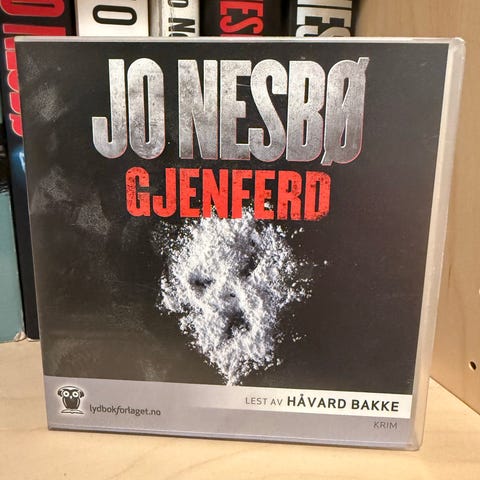 JO NESBØ
GJENFERD
LEST AV HÅVARD BAKKE
lydbokforlaget.no
KRIM